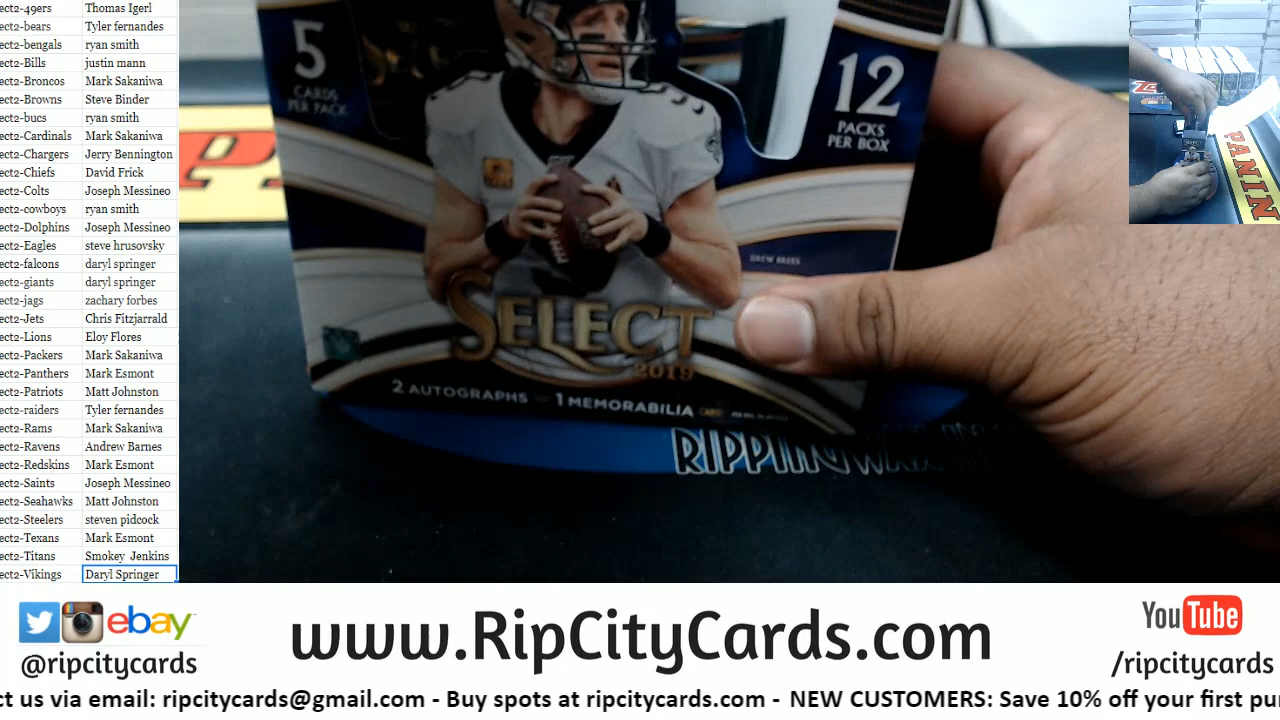 ect2-49ers Thomas Igerl
ect2-bears Tyler fernandes
ect2-bengals ryan smith
ect2-Bills justin mann
ect2-Broncos Mark Sakaniwa
ect2-Browns Steve Binder
ect2-bucs ryan smith
ect2-Cardinals Mark Sakaniwa
ect2-Chargers Jerry Bennington
ect2-Chiefs David Frick
ect2-Colts Joseph Messineo
ect2-cowboys ryan smith
ect2-Dolphins Joseph Messineo
ect2-Eagles steve hrusovsky
ect2-falcons daryl springer
ect2-giants daryl springer
ect2-jags zachary forbes
ect2-Jets Chris Fitzjarrald
ect2-Lions Eloy Flores
ect2-Packers Mark Sakaniwa
ect2-Panthers Mark Esmont
ect2-Patriots Matt Johnston
ect2-raiders Tyler fernandes
ect2-Rams Mark Sakaniwa
ect2-Ravens Andrew Barnes
ect2-Redskins Mark Esmont
ect2-Saints Joseph Messineo
ect2-Seahawks Matt Johnston
ect2-Steelers steven pidcock
ect2-Texans Mark Esmont
ect2-Titans Smokey Jenkins
ect2-Vikings Daryl Springer
5
CARDS
PER PACK
12
PACKS
PER BOX
DREW BREES
SELECT
2019
2 AUTOGRAPHS 1 MEMORABILIA
RIPPINGWAX
PANIN
ebay
@ripcitycards
www.RipCityCards.com
YouTube
/ripcitycards
ct us via email: ripcitycards@gmail.com - Buy spots at ripcitycards.com - NEW CUSTOMERS: Save 10% off your first pu